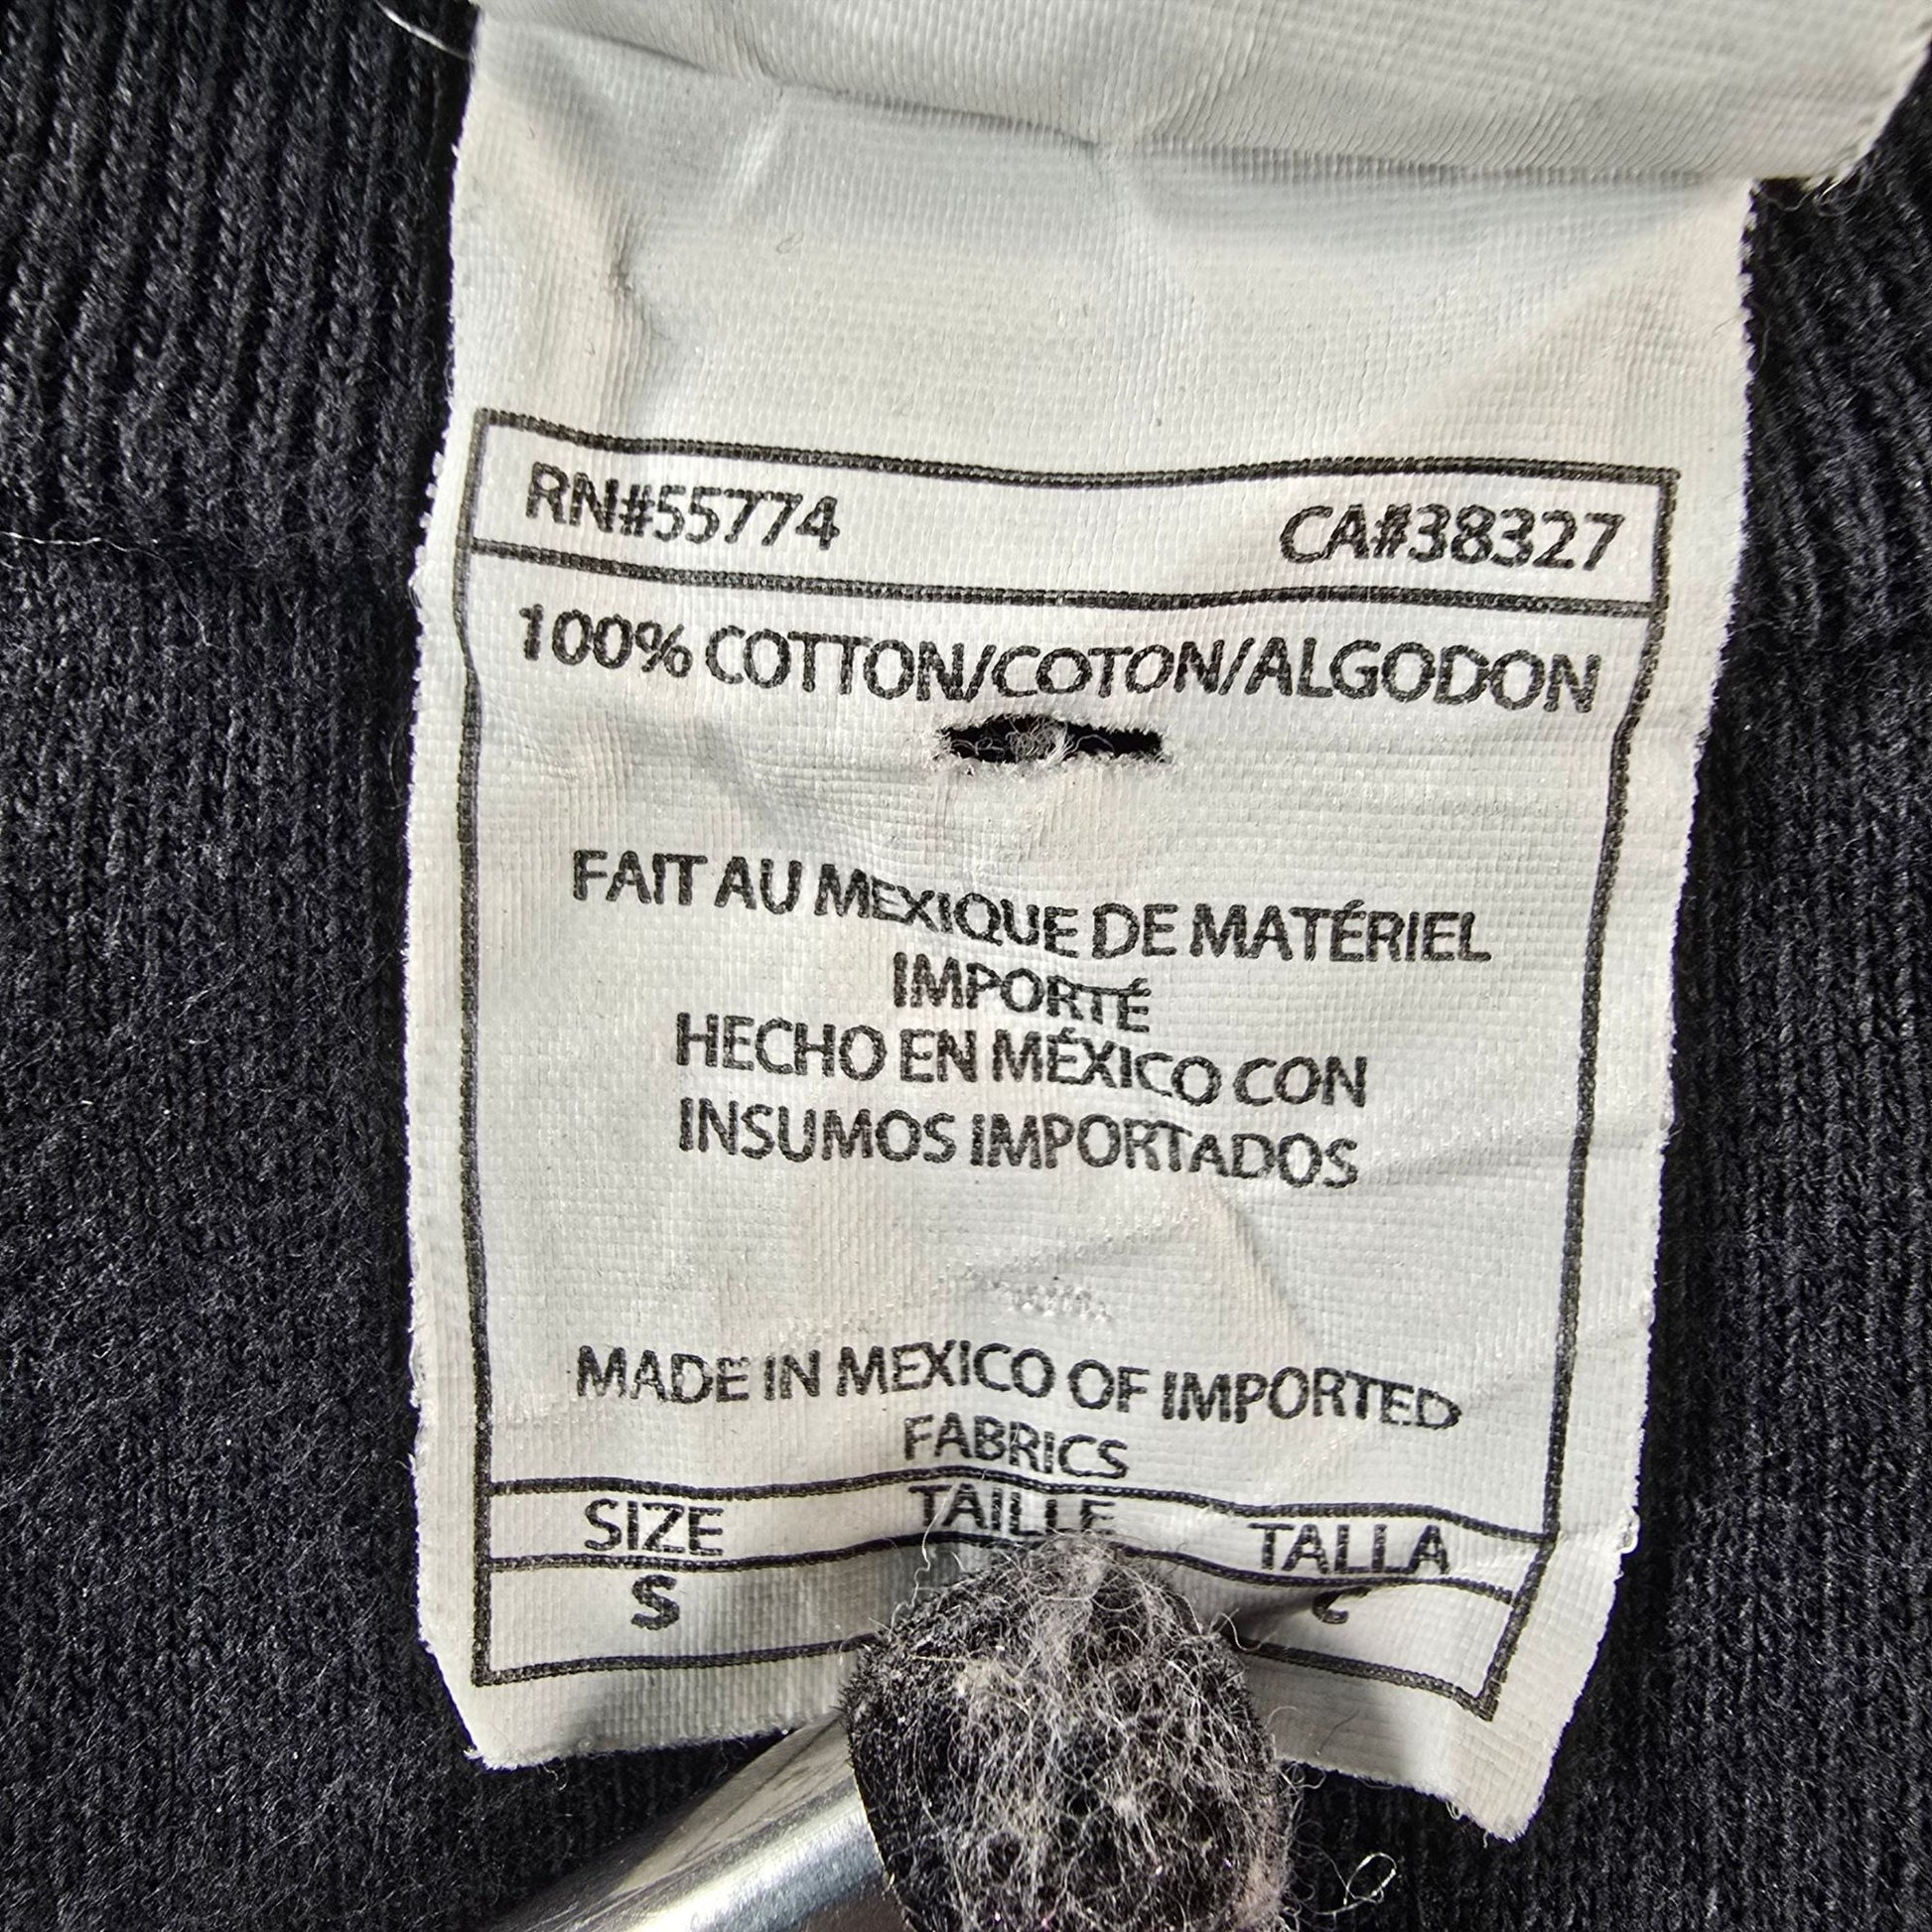 RN#55774 CA#38327
100% COTTON/COTON/ALGODON
FAIT AU MEXIQUE DE MATÉRIEL
IMPORTÉ
HECHO EN MÉXICO CON
INSUMOS IMPORTADOS
MADE IN MEXICO OF IMPORTED
FABRICS
SIZE TAILLE TALLA
S